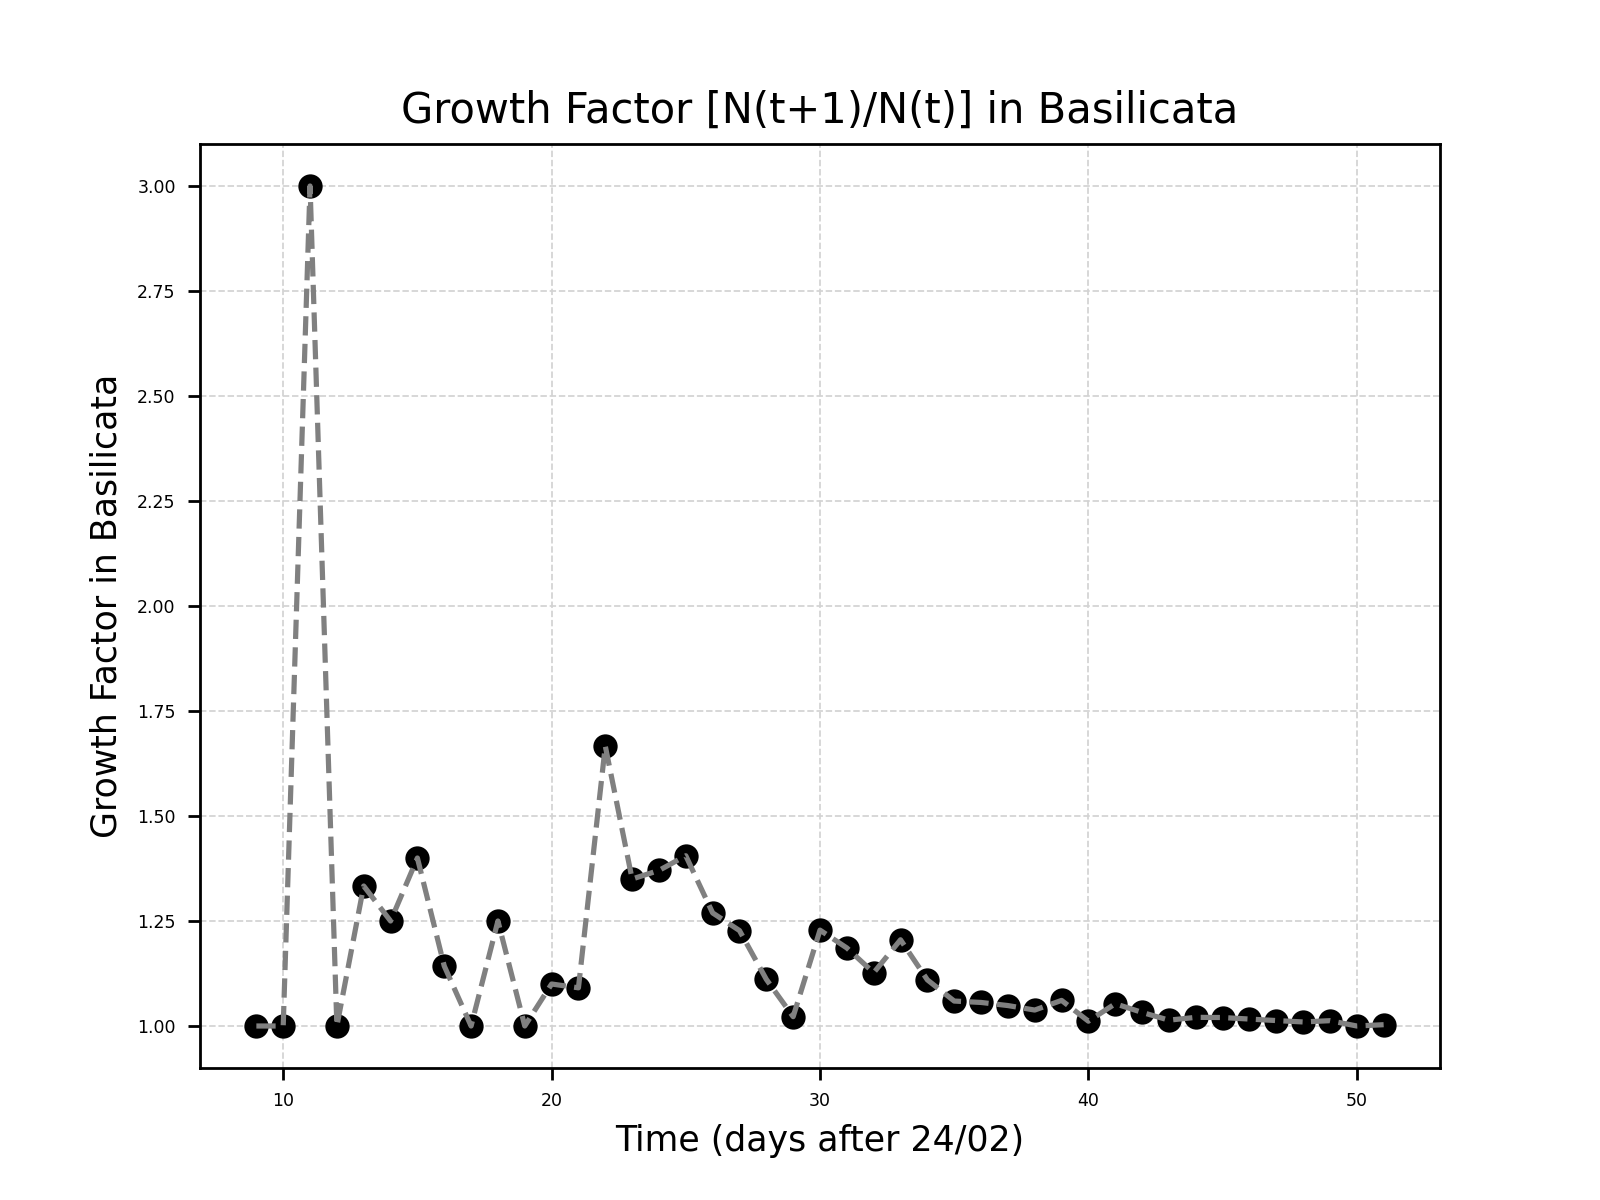 Growth Factor [N(t+1)/N(t)] in Basilicata
Growth Factor in Basilicata
3.00
2.75
2.50
2.25
2.00
1.75
1.50
1.25
1.00
10 20 30 40 50
Time (days after 24/02)